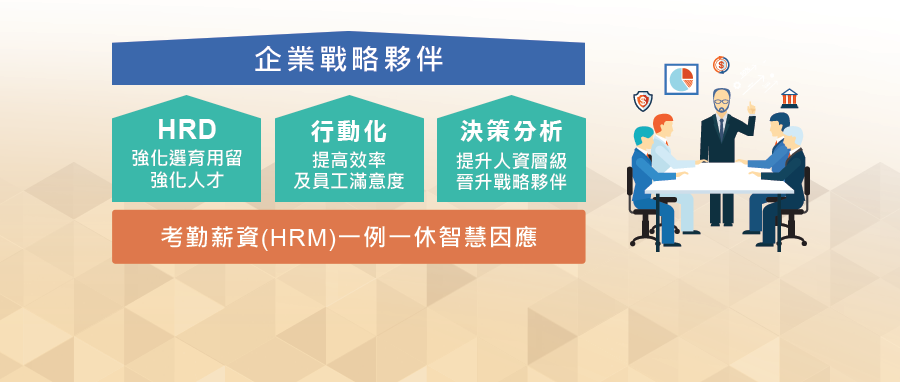 企業戰略夥伴
HRD
強化選育用留
強化人才
行動化
提高效率
及員工滿意度
決策分析
提升人資層級
晉升戰略夥伴
考勤薪資(HRM)一例一休智慧因應
$
$